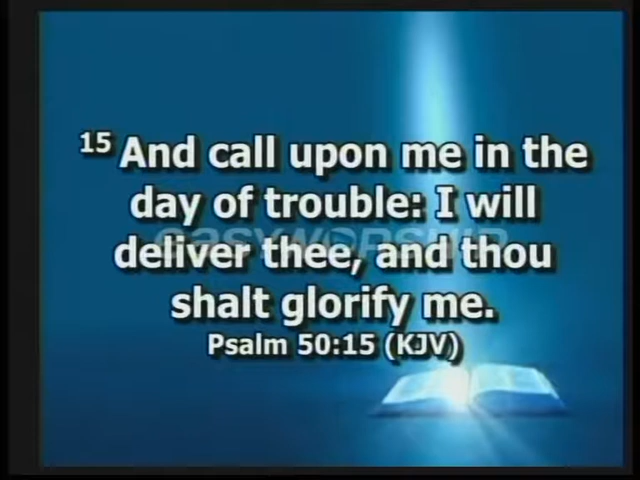 15 And call upon me in the
day of trouble: I will
deliver thee, and thou
shalt glorify me.
Psalm 50:15 (KJV)
EASYWORSHIP